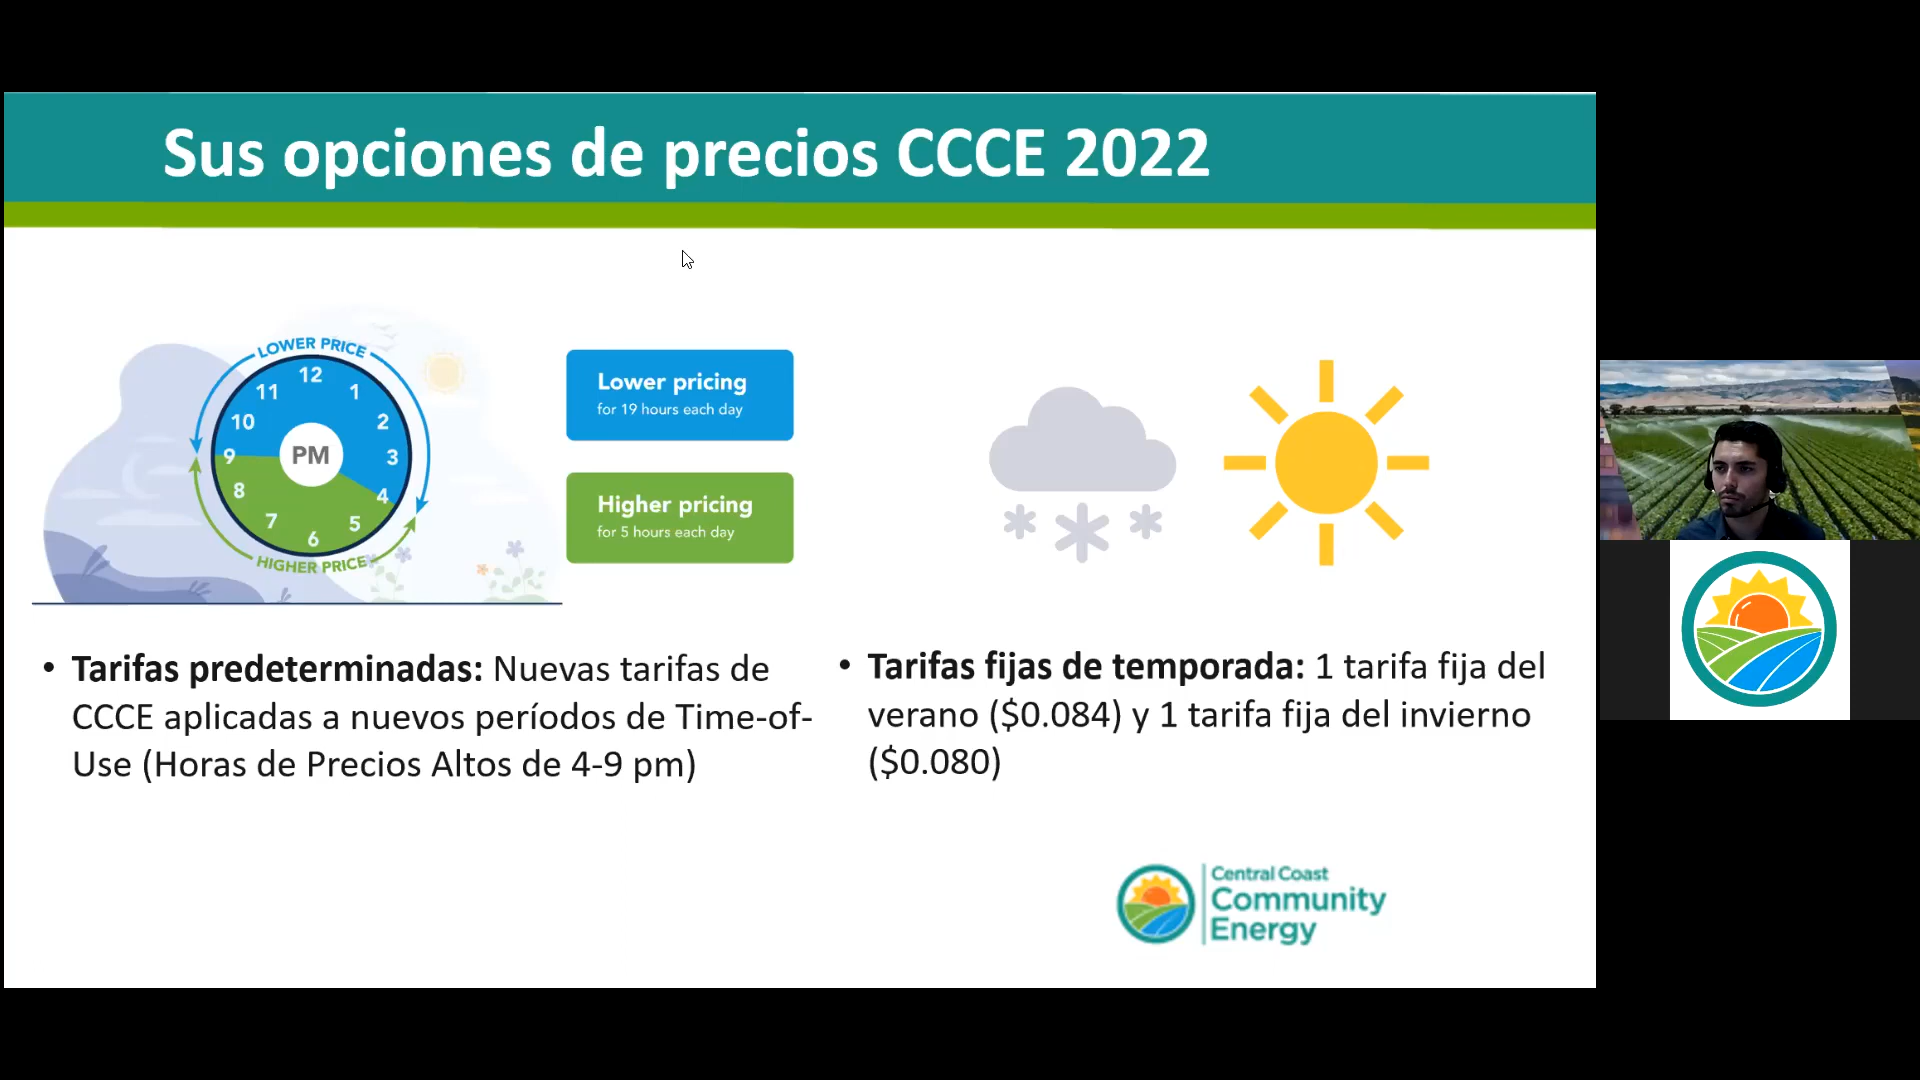 Sus opciones de precios CCCE 2022
LOWER PRICE
12
1
2
3
4
5
6
7
8
9
10
11
PM
HIGHER PRICE
Lower pricing
for 19 hours each day
Higher pricing
for 5 hours each day
• Tarifas predeterminadas: Nuevas tarifas de
CCCE aplicadas a nuevos períodos de Time-of-
Use (Horas de Precios Altos de 4-9 pm)
• Tarifas fijas de temporada: 1 tarifa fija del
verano ($0.084) y 1 tarifa fija del invierno
($0.080)
Central Coast
Community
Energy